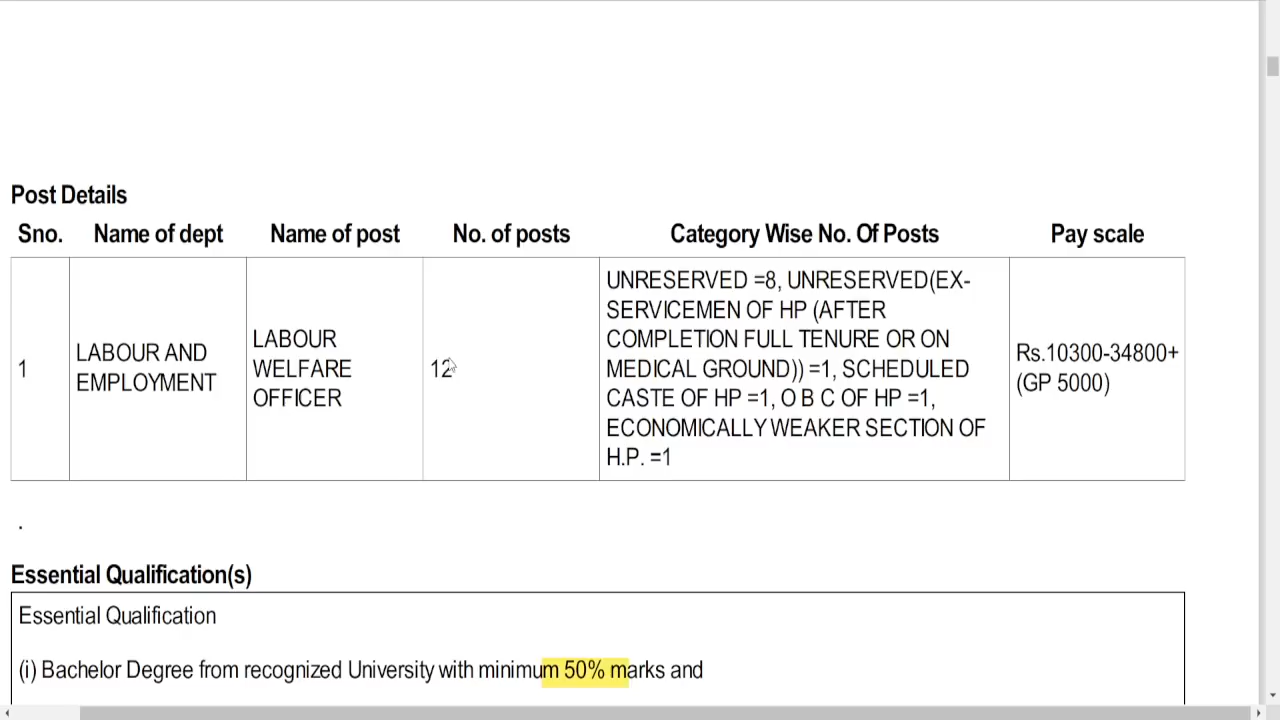 Post Details
Sno. Name of dept Name of post No. of posts Category Wise No. Of Posts Pay scale
1
LABOUR AND
EMPLOYMENT
LABOUR
WELFARE
OFFICER
12
UNRESERVED =8, UNRESERVED(EX-
SERVICEMEN OF HP (AFTER
COMPLETION FULL TENURE OR ON
MEDICAL GROUND)) =1, SCHEDULED
CASTE OF HP =1, O B C OF HP =1,
ECONOMICALLY WEAKER SECTION OF
H.P. =1
Rs.10300-34800+
(GP 5000)
.
Essential Qualification(s)
Essential Qualification
(i) Bachelor Degree from recognized University with minimum 50% marks and